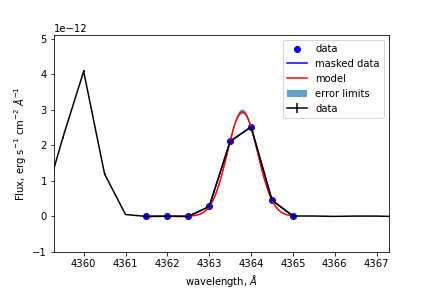 1e−12
5
4
3
2
1
0
−1
Flux, erg s⁻¹ cm⁻² Å⁻¹
4360 4361 4362 4363 4364 4365 4366 4367
wavelength, Å
data
masked data
model
error limits
data